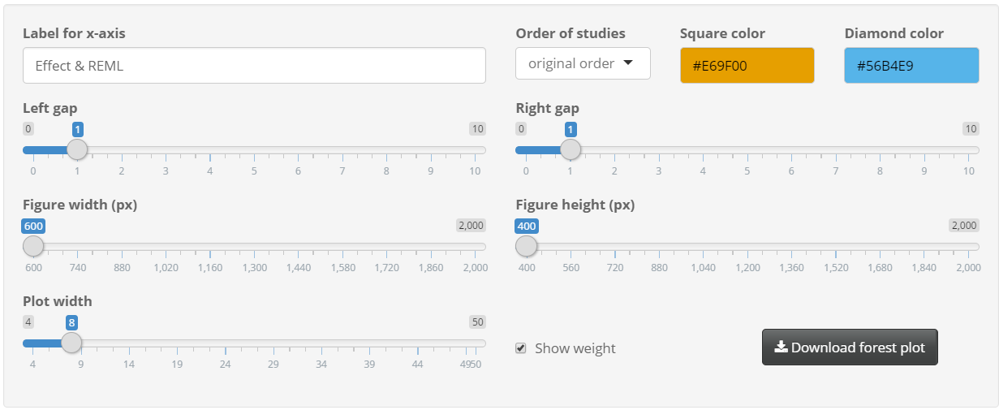 Label for x-axis
Order of studies
Square color
Diamond color
Effect & REML
original order
#E69F00
#56B4E9
Left gap
Right gap
0 1 10
0 1 10
0 1 2 3 4 5 6 7 8 9 10
0 1 2 3 4 5 6 7 8 9 10
Figure width (px)
Figure height (px)
600 2,000
400 2,000
600 740 880 1,020 1,160 1,300 1,440 1,580 1,720 1,860 2,000
400 560 720 880 1,040 1,200 1,360 1,520 1,680 1,840 2,000
Plot width
4 8 50
4 9 14 19 24 29 34 39 44 49 50
Show weight
Download forest plot